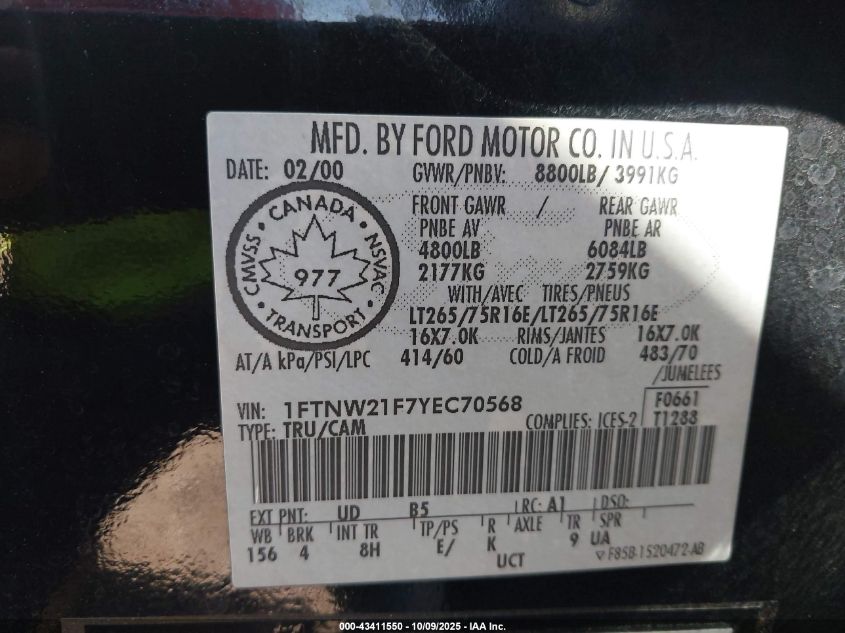 MFD. BY FORD MOTOR CO. IN U.S.A.
DATE: 02/00 GVWR/PNBV: 8800LB/ 3991KG
FRONT GAWR / REAR GAWR
PNBE AV PNBE AR
4800LB 6084LB
2177KG 2759KG
WITH/AVEC TIRES/PNEUS
LT265/75R16E/LT265/75R16E
16X7.0K RIMS/JANTES 16X7.0K
AT/A kPa/PSI/LPC 414/60 COLD/A FROID 483/70
/JUMELEES
CANADA
CMVSS NSVAC
977
TRANSPORT
VIN: 1FTNW21F7YEC70568 F0661
TYPE: TRU/CAM COMPLIES: ICES-2 T1288
EXT PNT: UD B5 RC: A1 DSO:
WB BRK INT TR TP/PS R AXLE TR SPR
156 4 8H E/ K 9 UA
UCT F85B-1520472-AB
000-43411550 - 10/09/2025 - IAA Inc.